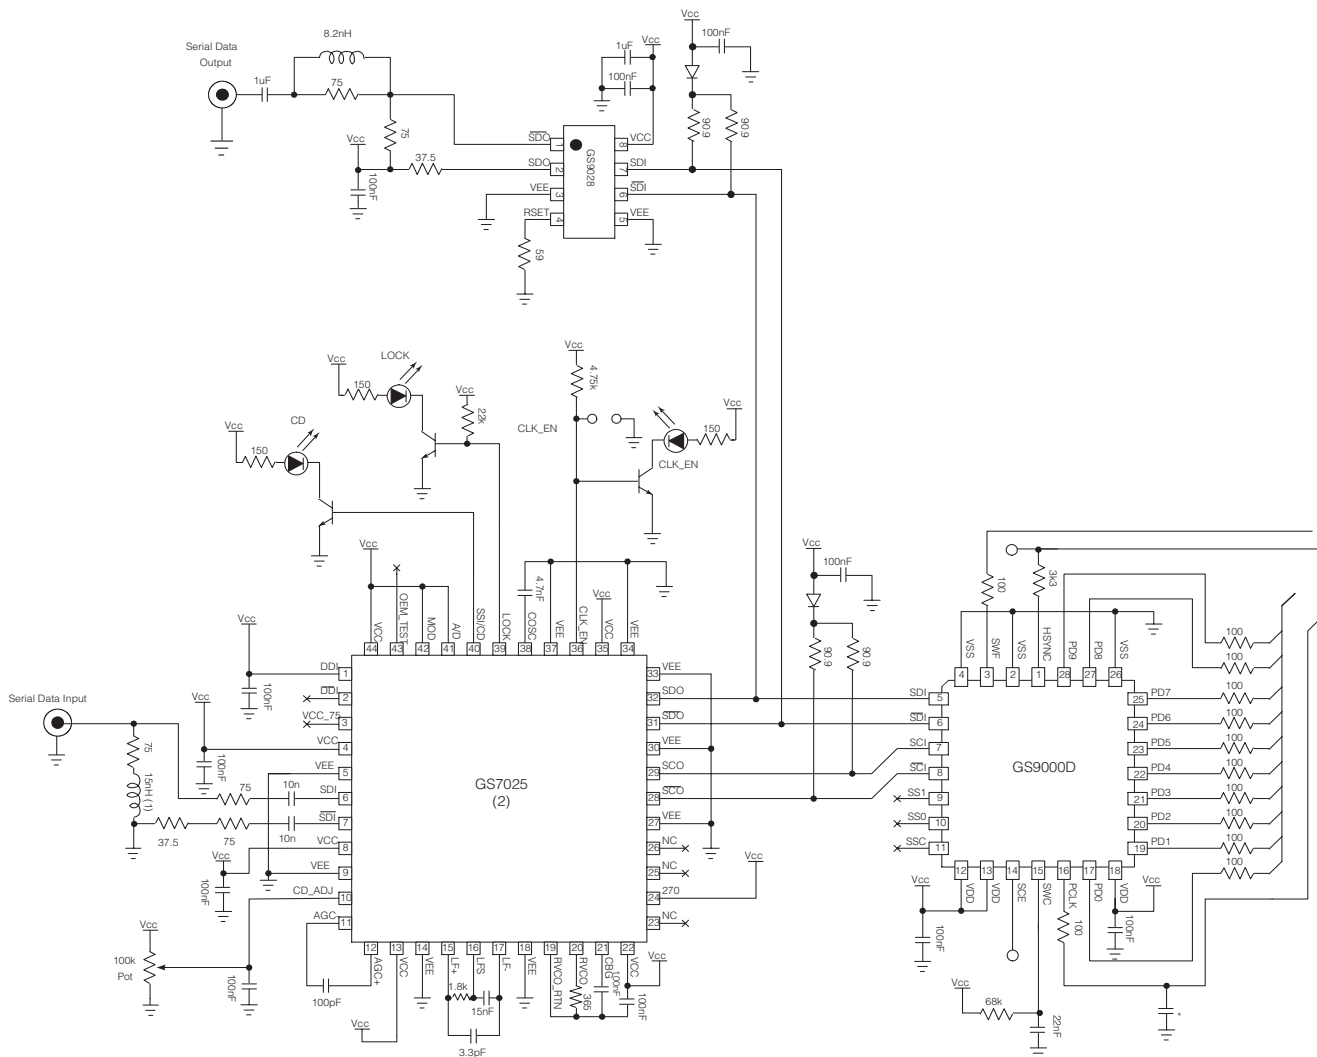 Vcc
8.2nH
Vcc
100nF
Serial Data
Output
1uF
1uF
75
100nF
90.9
90.9
Vcc
75
37.5
100nF
SDO
1
SDO
2
VEE
3
RSET
4
GS9028
8
VCC
7
SDI
6
SDI
5
VEE
59
Vcc
LOCK
Vcc
150
Vcc
22k
4.75k
CLK_EN
Vcc
150
CLK_EN
CD
Vcc
150
Vcc
4.7nF
Vcc
Vcc
100nF
90.9
90.9
100
3k3
VCC
OEM_TEST
MOD
A/D
SSI/CD
LOCK
COSC
VEE
CLK_EN
VCC
VEE
44
43
42
41
40
39
38
37
36
35
34
Vcc
100nF
DDI
1
DDI
2
VCC_75
3
VCC
4
VEE
5
SDI
6
SDI
7
VCC
8
VEE
9
CD_ADJ
10
AGC-
11
Serial Data Input
Vcc
75
15nH (1)
100nF
75
10n
37.5
75
10n
Vcc
100nF
Vcc
100k
Pot
100nF
GS7025
(2)
33
VEE
32
SDO
31
SDO
30
VEE
29
SCO
28
SCO
27
VEE
26
NC
25
NC
24
270
23
NC
Vcc
12
13
14
15
16
17
18
19
20
21
22
AGC+
VCC
VEE
LF+
LFS
LF-
VEE
RVCO_RTN
RVCO
CBG
VCC
100pF
Vcc
1.8k
15nF
3.3pF
365
100nF
Vcc
100nF
VSS
SWF
VSS
HSYNC
PD9
PD8
VSS
4
3
2
1
28
27
26
SDI
5
SDI
6
SCI
7
SCI
8
SS1
9
SS0
10
SSC
11
GS9000D
25
PD7
24
PD6
23
PD5
22
PD4
21
PD3
20
PD2
19
PD1
100
100
100
100
100
100
100
100
100
100
12
13
14
15
16
17
18
VDD
VDD
SCE
SWC
PCLK
PD0
VDD
Vcc
100nF
100
Vcc
100nF
Vcc
68k
22nF
*